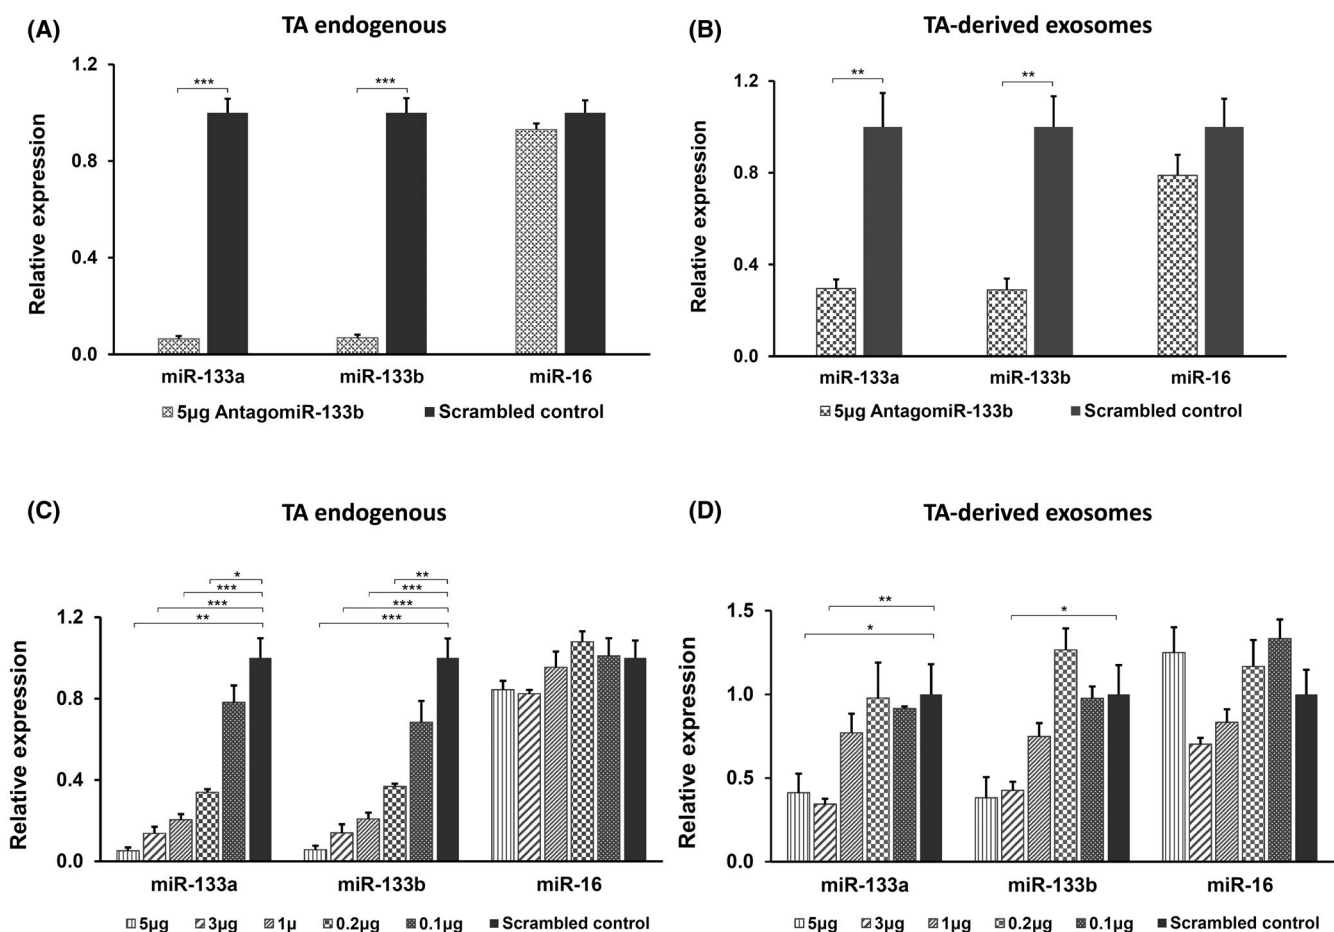 (A)
TA endogenous
Relative expression
1.2
0.8
0.4
0.0
***
***
miR-133a
miR-133b
miR-16
5µg AntagomiR-133b
Scrambled control
(B)
TA-derived exosomes
Relative expression
1.2
0.8
0.4
0.0
**
**
miR-133a
miR-133b
miR-16
5µg AntagomiR-133b
Scrambled control
(C)
TA endogenous
Relative expression
1.2
0.8
0.4
0.0
*
***
***
**
**
***
***
***
miR-133a
miR-133b
miR-16
5µg
3µg
1µ
0.2µg
0.1µg
Scrambled control
(D)
TA-derived exosomes
Relative expression
1.5
1.0
0.5
0.0
**
*
*
miR-133a
miR-133b
miR-16
5µg
3µg
1µg
0.2µg
0.1µg
Scrambled control